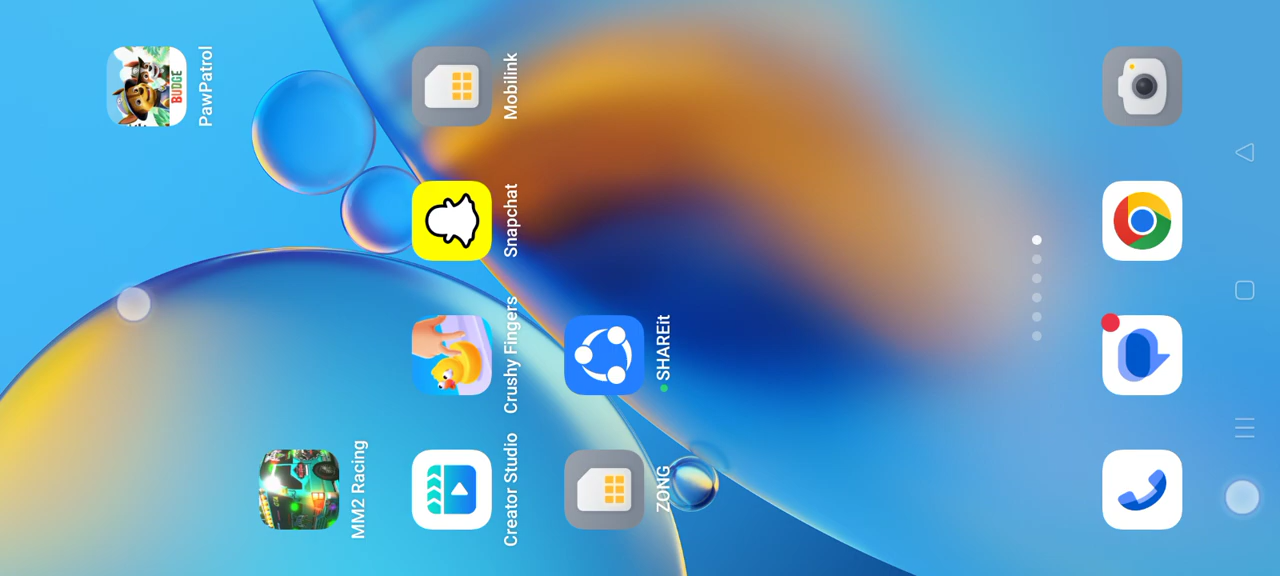 BUDGE
PawPatrol
MM2 Racing
Creator Studio
Crushy Fingers
Snapchat
Mobilink
ZONG
SHAREit